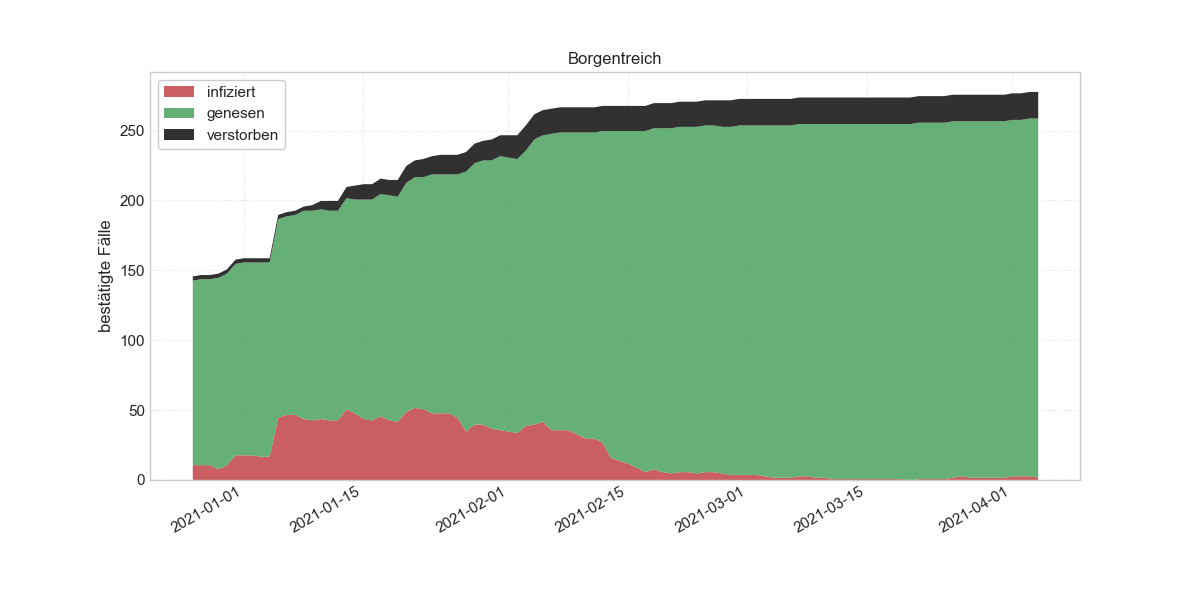 Borgentreich
infiziert
genesen
verstorben
bestätigte Fälle
250
200
150
100
50
0
2021-01-01
2021-01-15
2021-02-01
2021-02-15
2021-03-01
2021-03-15
2021-04-01